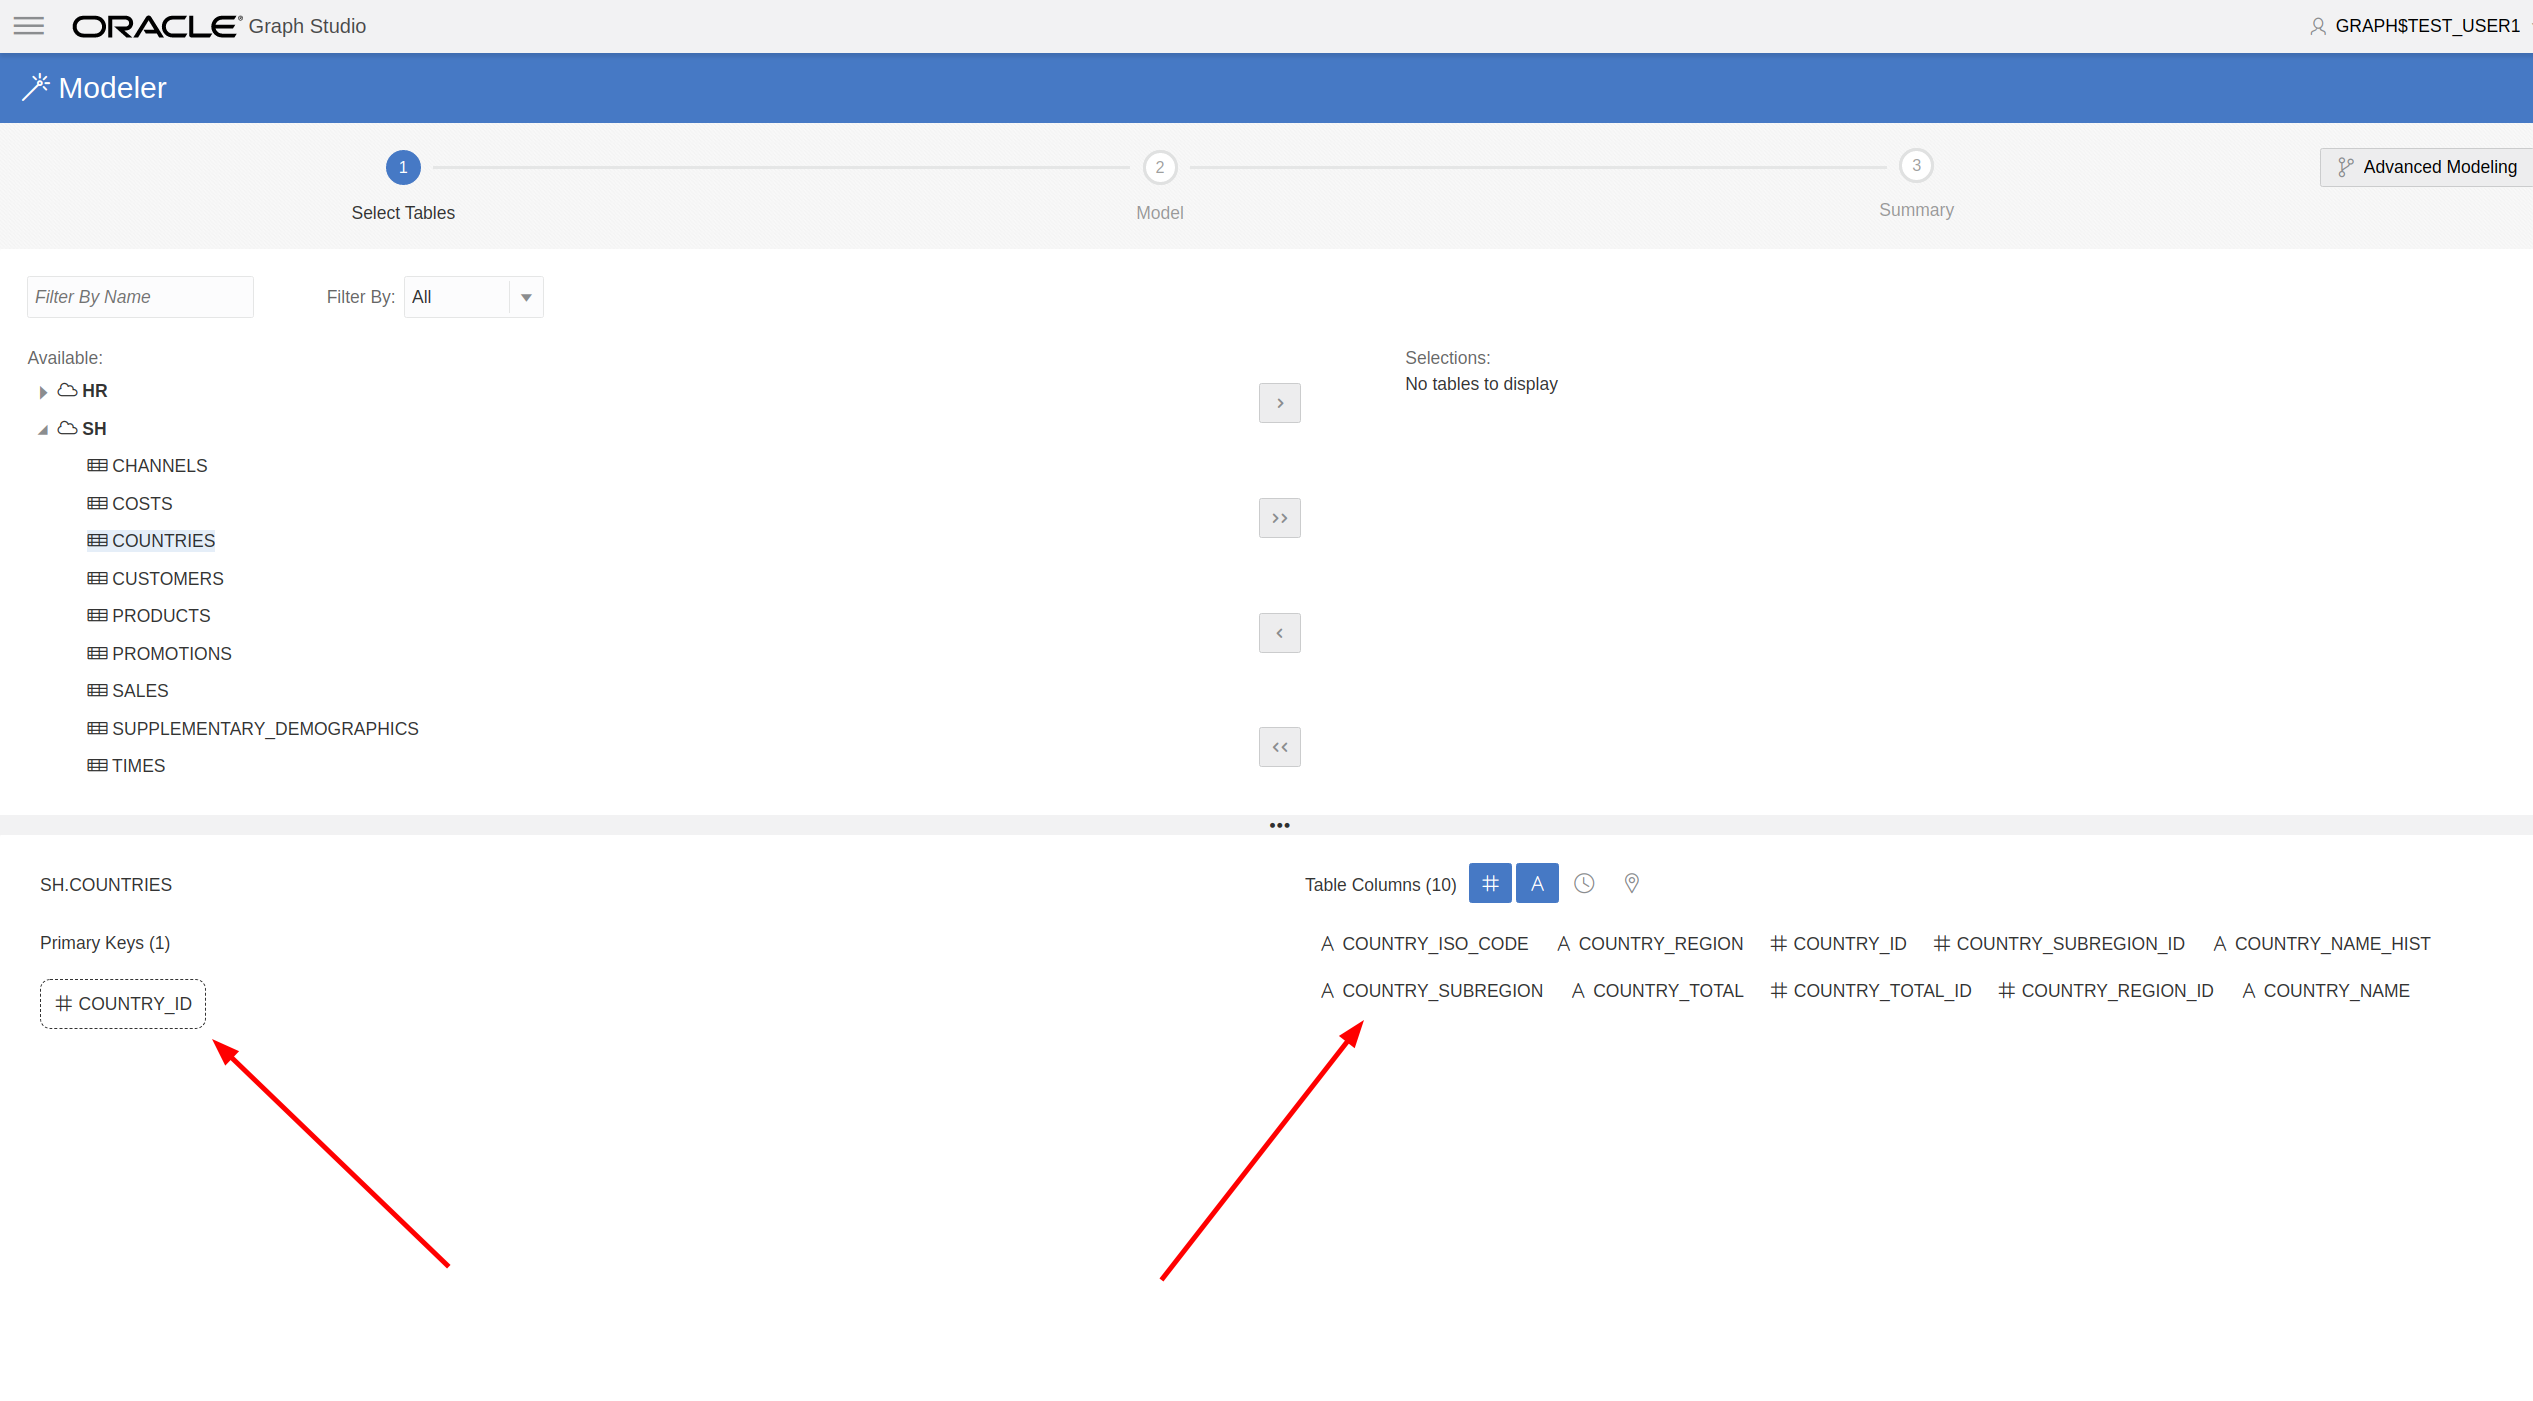 ORACLE® Graph Studio
GRAPH$TEST_USER1
Modeler
1
2
3
Advanced Modeling
Select Tables
Model
Summary
Filter By Name
Filter By:
All
Available:
Selections:
HR
No tables to display
SH
CHANNELS
COSTS
COUNTRIES
CUSTOMERS
PRODUCTS
PROMOTIONS
SALES
SUPPLEMENTARY_DEMOGRAPHICS
TIMES
SH.COUNTRIES
Table Columns (10)
Primary Keys (1)
COUNTRY_ID
A COUNTRY_ISO_CODE A COUNTRY_REGION # COUNTRY_ID # COUNTRY_SUBREGION_ID A COUNTRY_NAME_HIST
A COUNTRY_SUBREGION A COUNTRY_TOTAL # COUNTRY_TOTAL_ID # COUNTRY_REGION_ID A COUNTRY_NAME